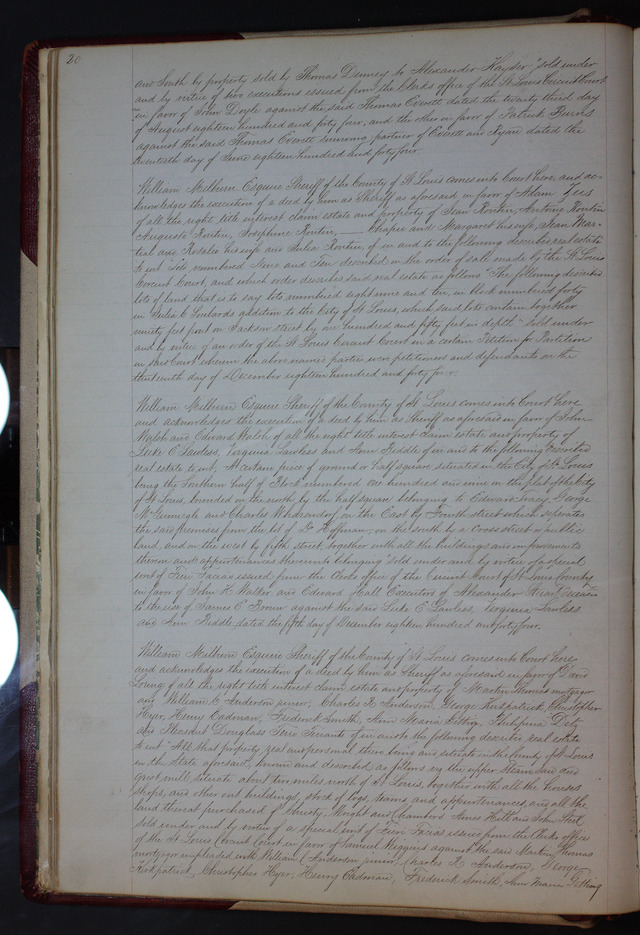 20
and South by property sold by Thomas Denney to Alexander Kayser "sold under
and by virtue of two executions issued from the Clerks office of the St Louis Circuit Court
in favor of John Doyle against the said Thomas Everett dated the twenty third day
of August eighteen hundred and forty four, and the other in favor of Patrick Burns
against the said Thomas Everett surviving partner of Everett and Ryan dated the
twentieth day of June eighteen hundred and forty four
William Milburn Esquire Sheriff of the County of St Louis comes into Court here, and ac-
knowledges the execution of a deed by him as Sheriff as aforesaid in favor of Adam Lees
of all the right title interest claim estate and property of Jean Routin, Antoine Routin
Auguste Routin, Josephine Routin, Chapin and Margaret his wife, Jean Mar-
tial and Rosalie his wife and Julia Routin of in and to the following described real estate
to wit "Lots numbered Nine and Ten described in the order of sale made by the St Louis
Circuit Court, and which order describes said real estate as follows "The following described
lots of land that is to say lots numbered eight nine and ten, in block numbered forty
in Julia C Soulards addition to the City of St Louis, which said lots contain together
ninety feet front on Jackson Street by one hundred and fifty feet in depth" sold under
and by virtue of an order of the St Louis Circuit Court in a certain Petition for Partition
in said Court wherein the above named parties were petitioners and defendants on the
thirteenth day of December eighteen hundred and forty four.
William Milburn Esquire Sheriff of the County of St Louis comes into Court here
and acknowledges the execution of a deed by him as Sheriff as aforesaid in favor of John
Walsh and Edward Walsh of all the right title interest claim estate and property of
Luke E Lawless, Virginia Lawless and Ann Biddle of in and to the following described
real estate to wit, "A certain piece of ground or half square situated in the City of St Louis
being the Southern half of Block numbered one hundred and nine in the plat of the City
of St Louis, bounded on the north by the half square belonging to Edward Tracy, George
McGunnegle and Charles Wahrendorff, on the East by Fourth Street which separates
the said premises from the lot of Dr Hoffman, on the South by a Cross street or public
land, and on the west by fifth street, together with all the buildings and improvements
thereon and appurtenances thereunto belonging "sold under and by virtue of a special
writ of Fieri Facias issued from the Clerks office of the Circuit Court of St Louis County
in favor of John H Walker and Edward Hall Executors of Alexander deceased
to the use of James C Brown against the said Luke E Lawless, Virginia Lawless
and Ann Biddle, dated the fifth day of December eighteen hundred and forty four.
William Milburn Esquire Sheriff of the County of St Louis comes into Court here
and acknowledges the execution of a deed by him as Sheriff as aforesaid in favor of David
Loring of all the right title interest claim estate and property of Martin Thomas mortgagor
and William C Anderson junior, Charles R Anderson, George Kirkpatrick, Christopher
Hyer, Henry Cadman, Frederick Smith, Ann Maria Pitting, Philipina
and Pleasant Douglass Terre Tenants of in and to the following described real estate
to wit "All that property, real and personal then being and situate in the County of St Louis
in the State aforesaid, known and described as follows viz the upper Steam saw and
grist mill, situate about two miles north of St Louis, together with all the houses
shops, and other out buildings, stock of logs, teams, and appurtenances, and all the
land thereat purchased of Christy, Wright and Chambers Amos Hill and John
sold under and by virtue of a special writ of Fieri Facias issued from the Clerks office
of the St Louis Circuit Court in favor of Samuel Wiggins against the said Martin Thomas
mortgagor impleaded with William C Anderson junior, Charles R Anderson, George
Kirkpatrick, Christopher Hyer, Henry Cadman, Frederick Smith, Ann Maria Pitting